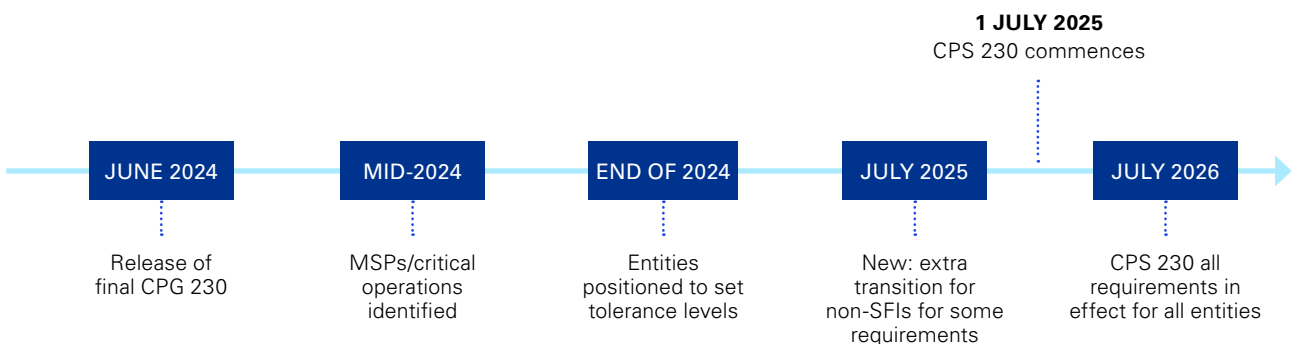 1 JULY 2025
CPS 230 commences
JUNE 2024
MID-2024
END OF 2024
JULY 2025
JULY 2026
Release of
final CPG 230
MSPs/critical
operations
identified
Entities
positioned to set
tolerance levels
New: extra
transition for
non-SFIs for some
requirements
CPS 230 all
requirements in
effect for all entities